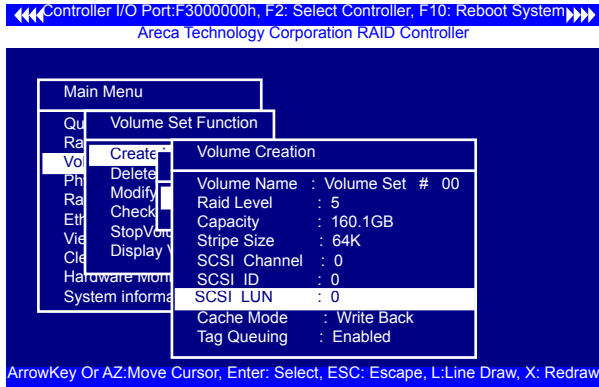 Controller I/O Port:F3000000h, F2: Select Controller, F10: Reboot System
Areca Technology Corporation RAID Controller
Main Menu
Volume Set Function
Volume Creation
Create
Delete
Modify
Check
Display
Hardware
System
Volume Name : Volume Set # 00
Raid Level : 5
Capacity : 160.1GB
Stripe Size : 64K
SCSI Channel : 0
SCSI ID : 0
SCSI LUN : 0
Cache Mode : Write Back
Tag Queuing : Enabled
ArrowKey Or AZ:Move Cursor, Enter: Select, ESC: Escape, L:Line Draw, X: Redraw